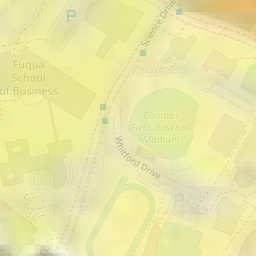 P
Science Drive
Fuqua
School
of Business
Coombs
Field Baseball
Stadium
Whitford Drive
P